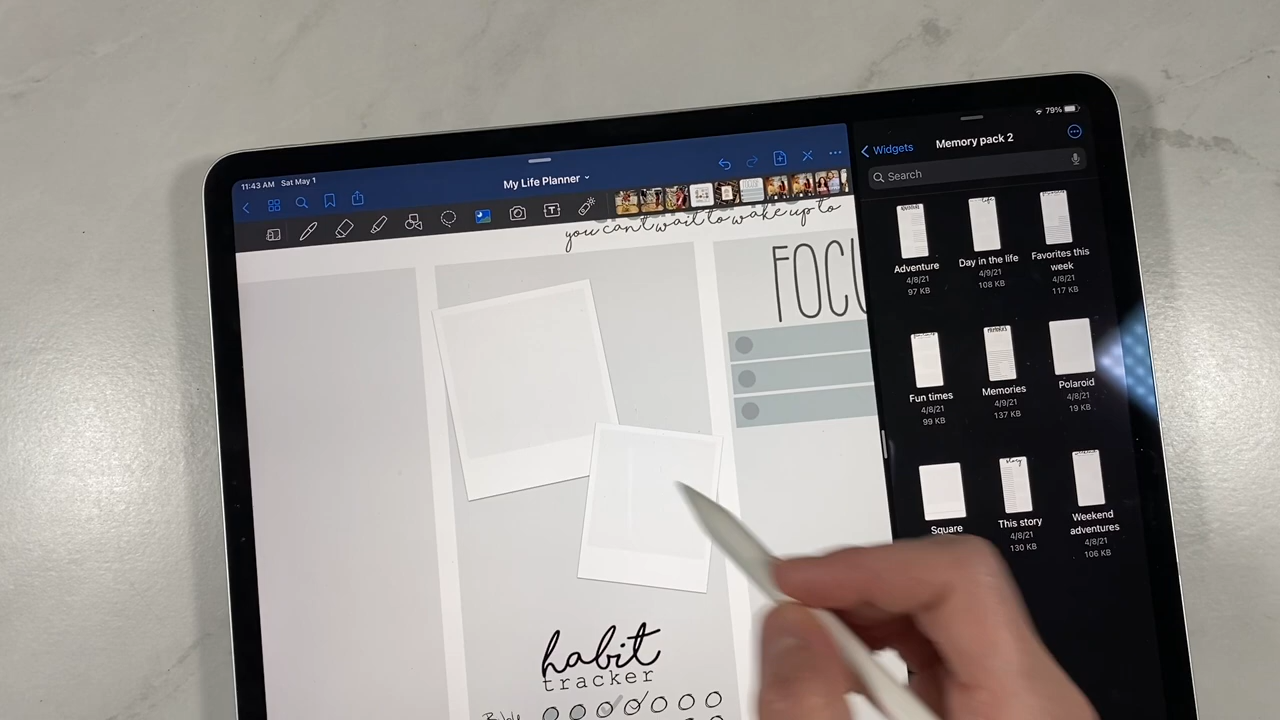 11:43 AM Sat May 1
79%
My Life Planner
you can't wait to wake up to
FOCU
habit
tracker
Bible
Widgets
Memory pack 2
Search
Adventure
4/8/21
97 KB
Day in the life
4/9/21
108 KB
Favorites this
week
4/8/21
117 KB
Fun times
4/8/21
99 KB
MEMORIES
Memories
4/9/21
137 KB
Polaroid
4/8/21
19 KB
Square
story
This story
4/8/21
130 KB
Weekend
adventures
4/8/21
106 KB